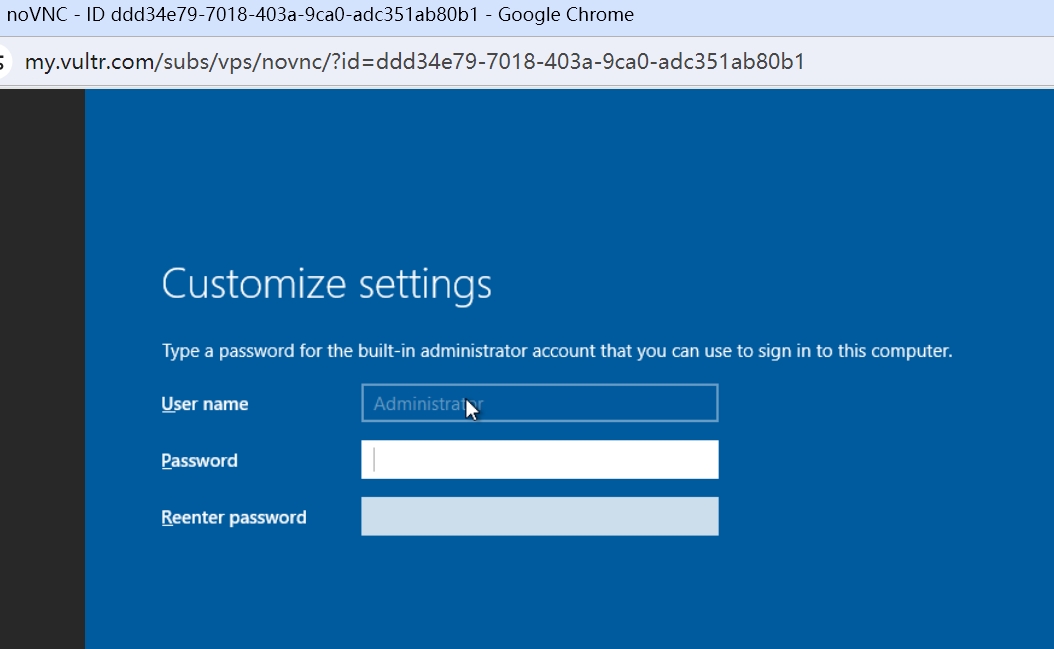 noVNC - ID ddd34e79-7018-403a-9ca0-adc351ab80b1 - Google Chrome
my.vultr.com/subs/vps/novnc/?id=ddd34e79-7018-403a-9ca0-adc351ab80b1
Customize settings
Type a password for the built-in administrator account that you can use to sign in to this computer.
User name
Administrator
Password
Reenter password